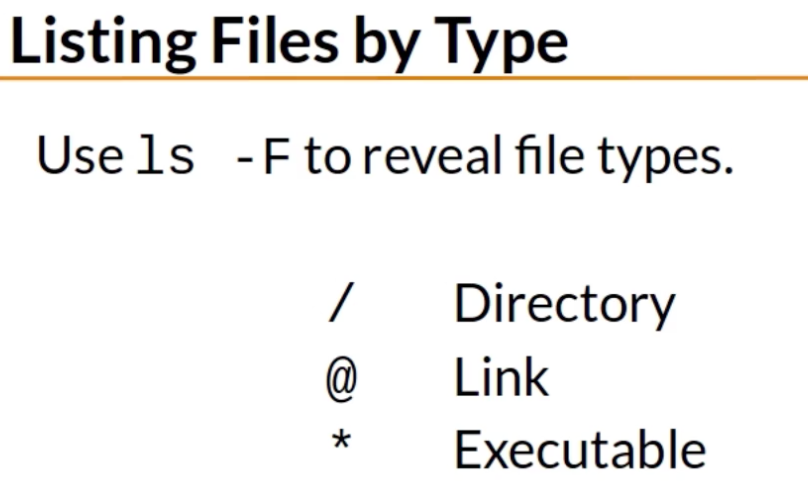 Listing Files by Type
Use ls -F to reveal file types.
/ Directory
@ Link
* Executable